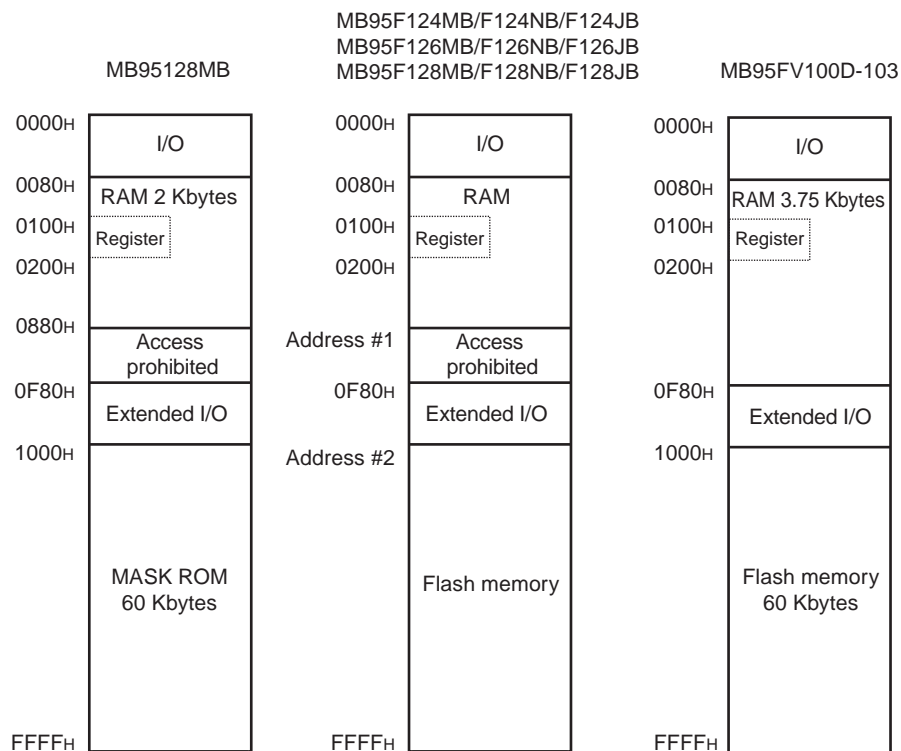 MB95128MB
0000H
I/O
0080H
RAM 2 Kbytes
0100H
Register
0200H
0880H
Access
prohibited
0F80H
Extended I/O
1000H
MASK ROM
60 Kbytes
FFFFH
MB95F124MB/F124NB/F124JB
MB95F126MB/F126NB/F126JB
MB95F128MB/F128NB/F128JB
0000H
I/O
0080H
RAM
0100H
Register
0200H
Address #1
Access
prohibited
0F80H
Extended I/O
Address #2
Flash memory
FFFFH
MB95FV100D-103
0000H
I/O
0080H
RAM 3.75 Kbytes
0100H
Register
0200H
0F80H
Extended I/O
1000H
Flash memory
60 Kbytes
FFFFH